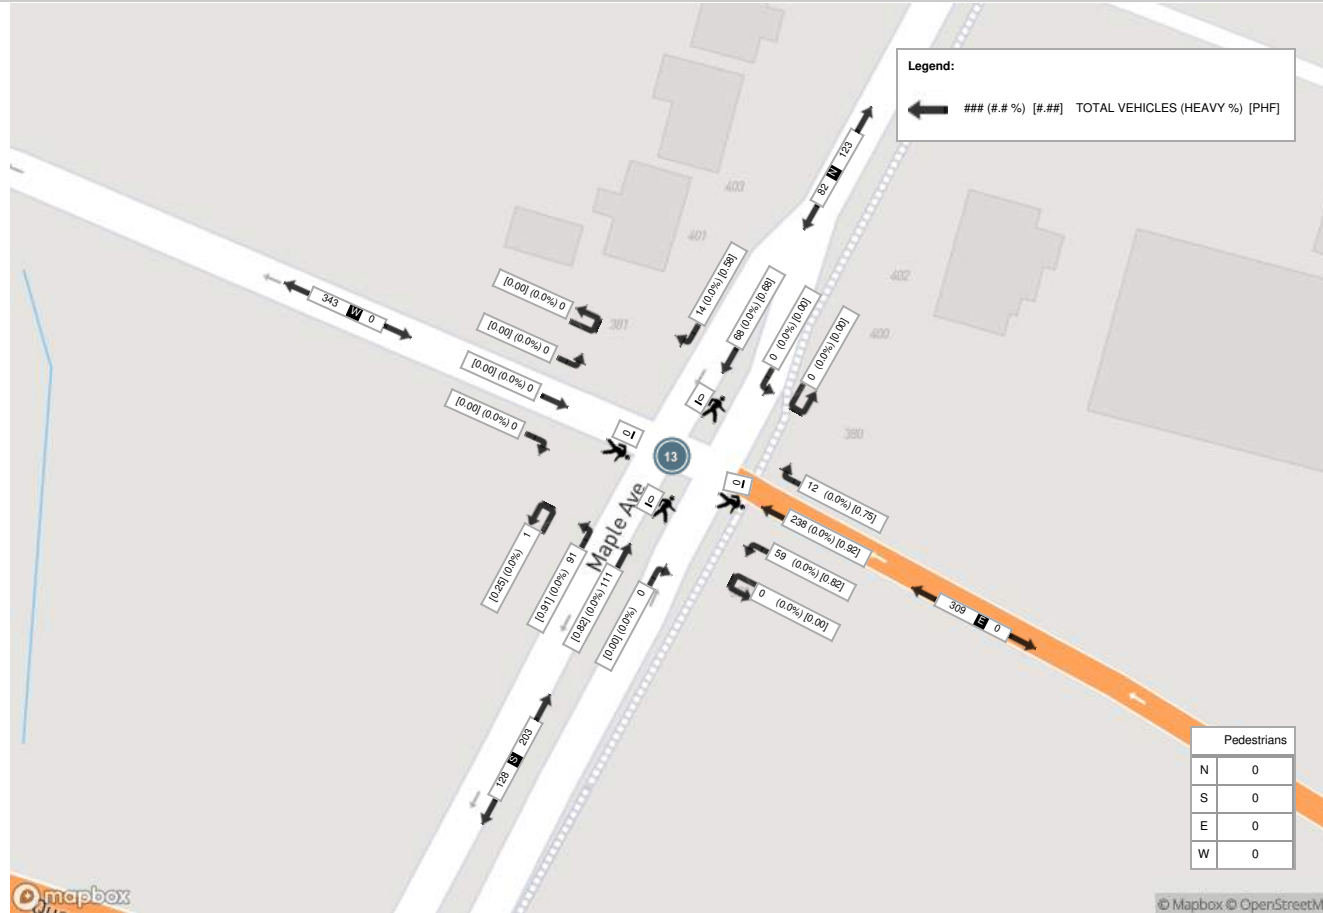 Legend:
### (#.# %) [#.##] TOTAL VEHICLES (HEAVY %) [PHF]
82 N 123
403
401
402
14 (0.0%) [0.58]
68 (0.0%) [0.68]
0 (0.0%) [0.00]
0 (0.0%) [0.00]
[0.00] (0.0%) 0
381
343 W 0
[0.00] (0.0%) 0
400
[0.00] (0.0%) 0
[0.00] (0.0%) 0
0
0
380
13
0
0
Maple Ave
12 (0.0%) [0.75]
238 (0.0%) [0.92]
59 (0.0%) [0.82]
0 (0.0%) [0.00]
309 E 0
[0.25] (0.0%) 1
[0.91] (0.0%) 91
[0.82] (0.0%) 111
[0.00] (0.0%) 0
128 S 203
Pedestrians
N 0
S 0
E 0
W 0
mapbox
© Mapbox © OpenStreetM